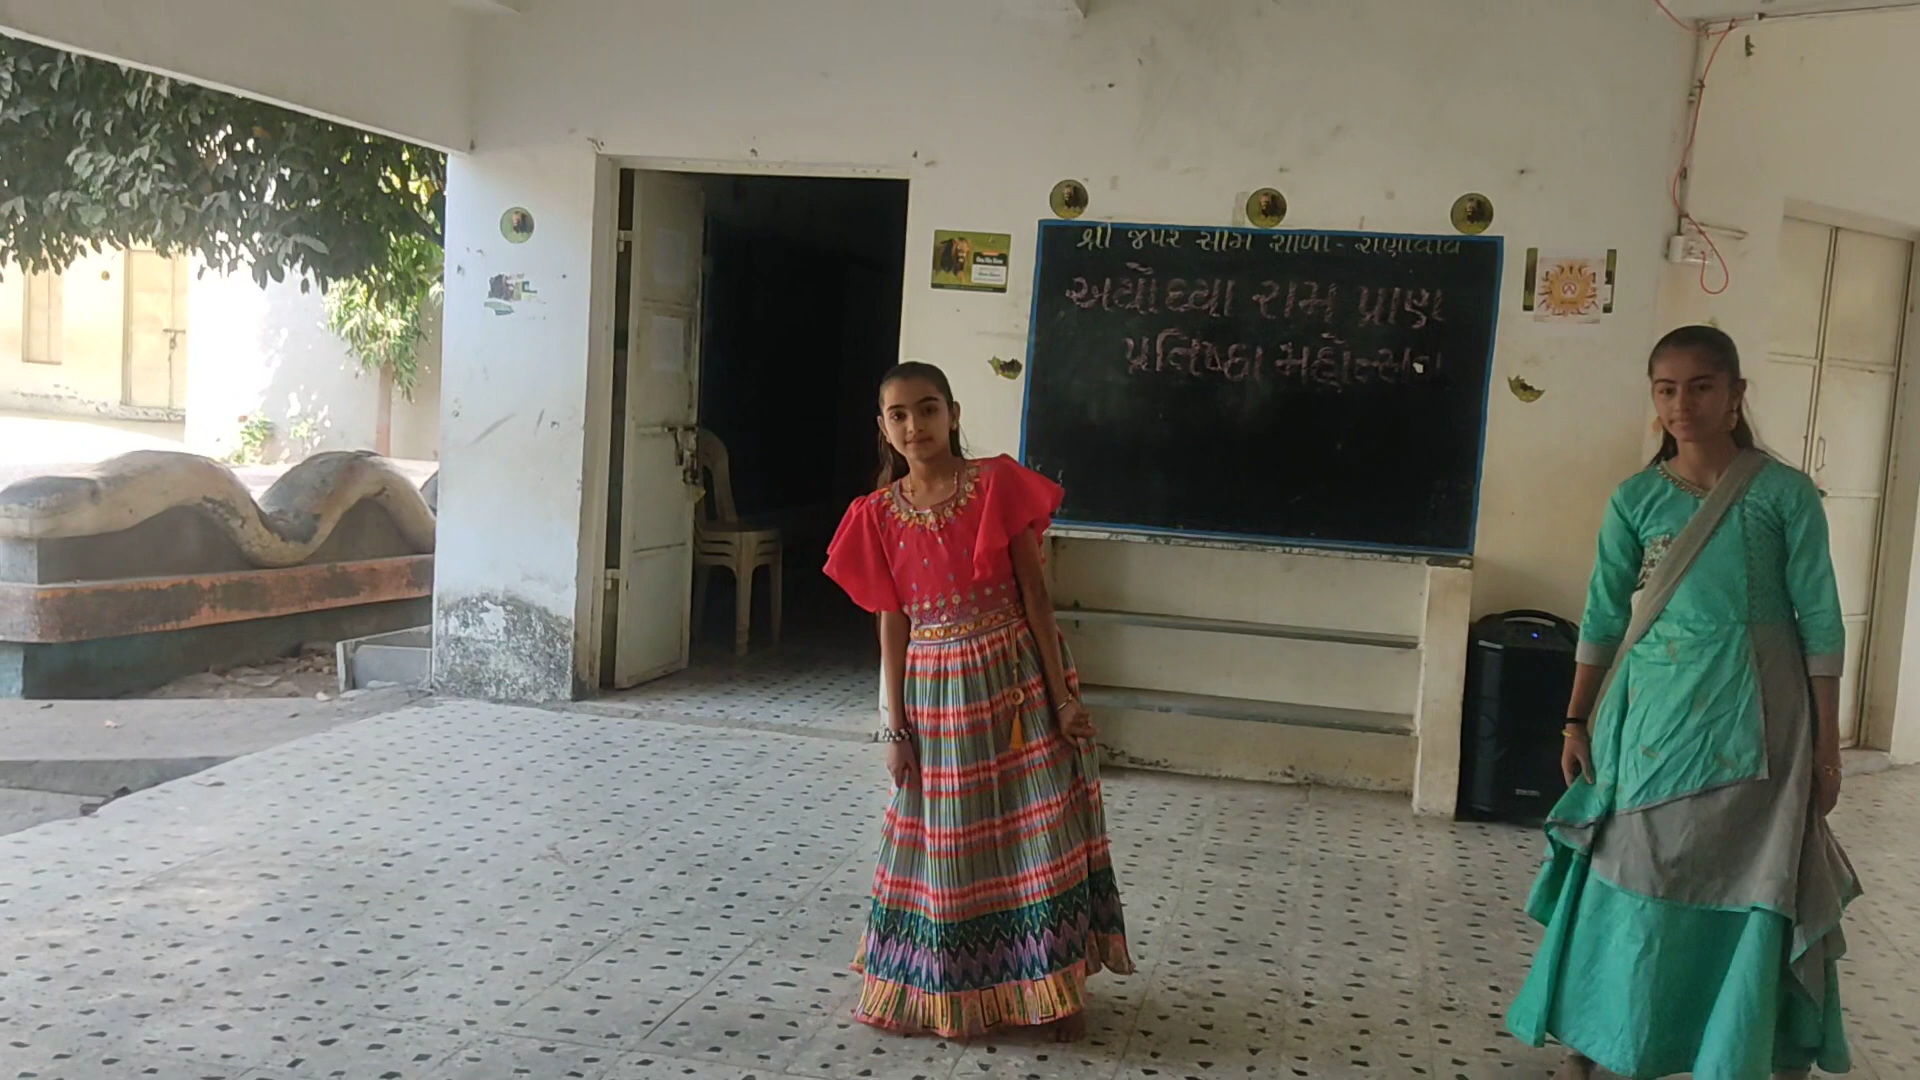 શ્રી જપર સીમ શાળા - રાણાવાવ
અયોધ્યા રામ પ્રાણ
પ્રતિષ્ઠા મહોત્સવ